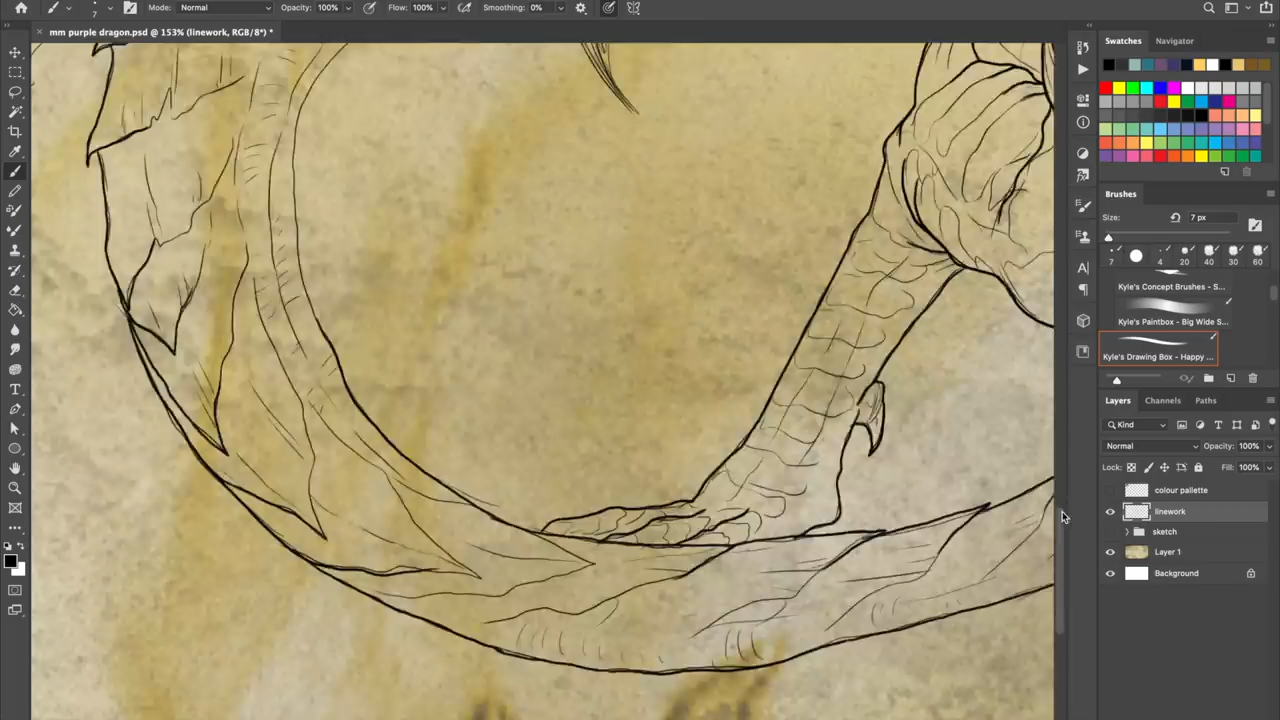 7 Mode: Normal Opacity: 100% Flow: 100% Smoothing: 0%
× mm purple dragon.psd @ 153% (linework, RGB/8*) *
Swatches Navigator
Brushes
Size: 7 px
7 4 20 40 30 60
Kyle's Concept Brushes - S...
Kyle's Paintbox - Big Wide S...
Kyle's Drawing Box - Happy ...
Layers Channels Paths
Kind
Normal Opacity: 100%
Lock: Fill: 100%
colour pallette
linework
sketch
Layer 1
Background